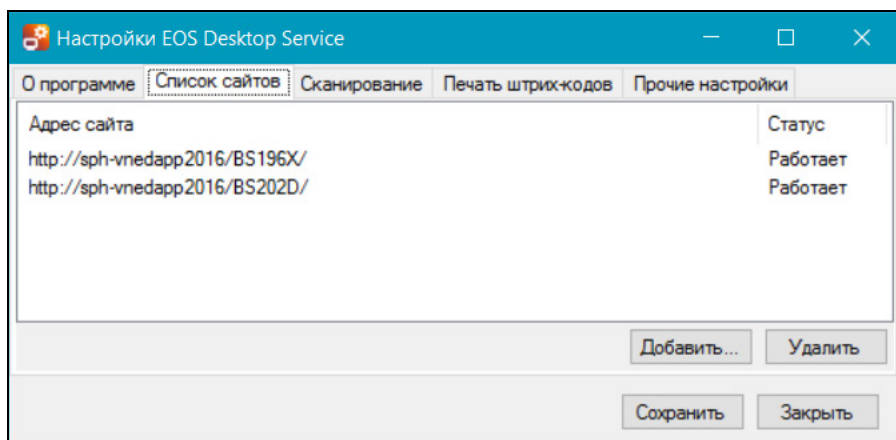 Настройки EOS Desktop Service
О программе Список сайтов Сканирование Печать штрих-кодов Прочие настройки
Адрес сайта Статус
http://sph-vnedapp2016/BS196X/ Работает
http://sph-vnedapp2016/BS202D/ Работает
Добавить... Удалить
Сохранить Закрыть